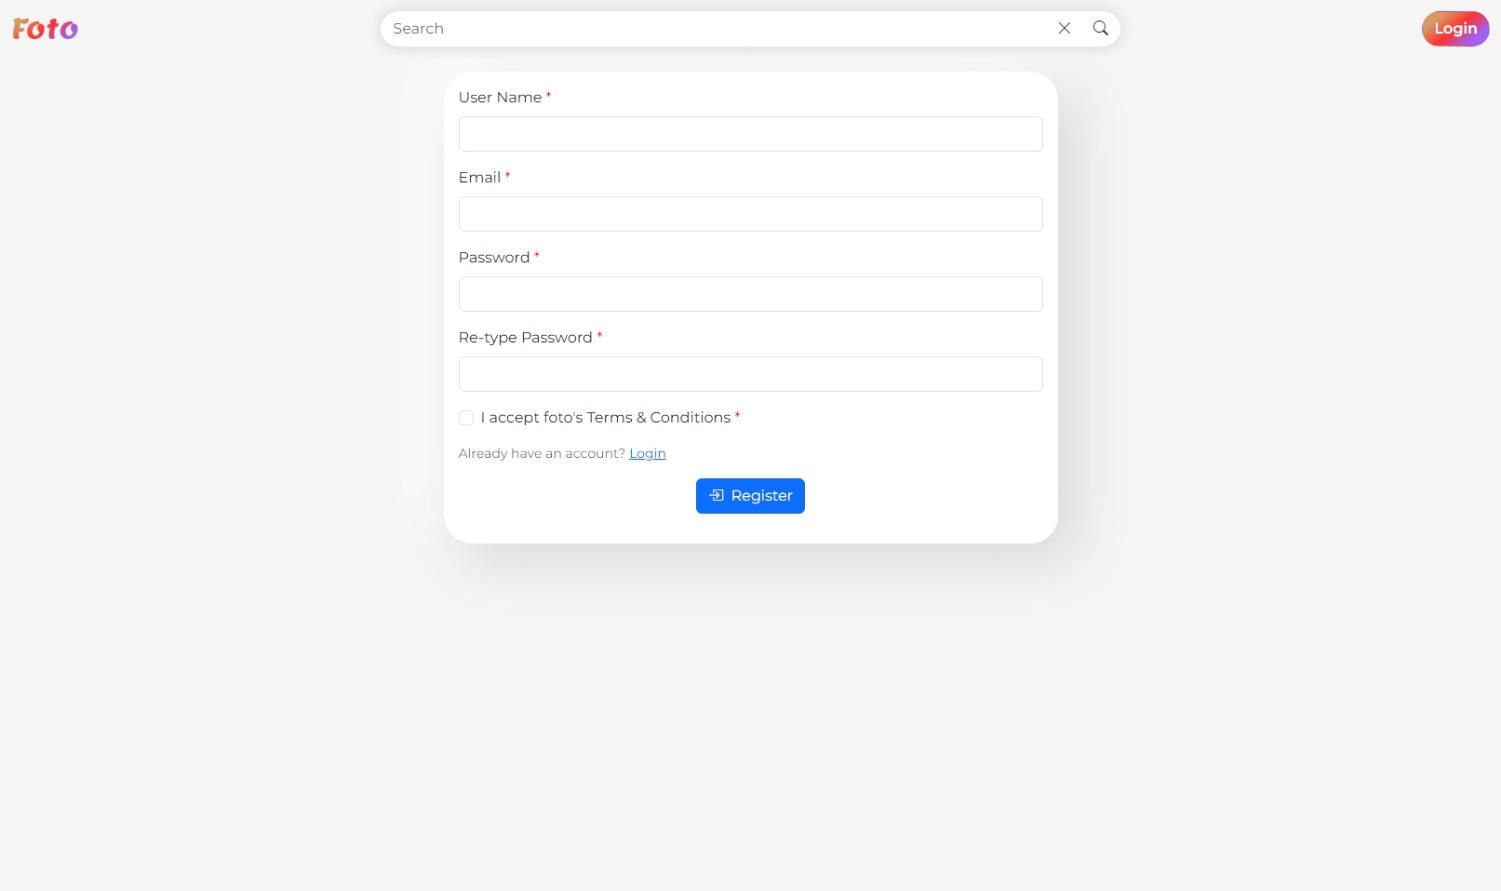 Foto
Search
Login
User Name *
Email *
Password *
Re-type Password *
I accept foto's Terms & Conditions *
Already have an account? Login
Register